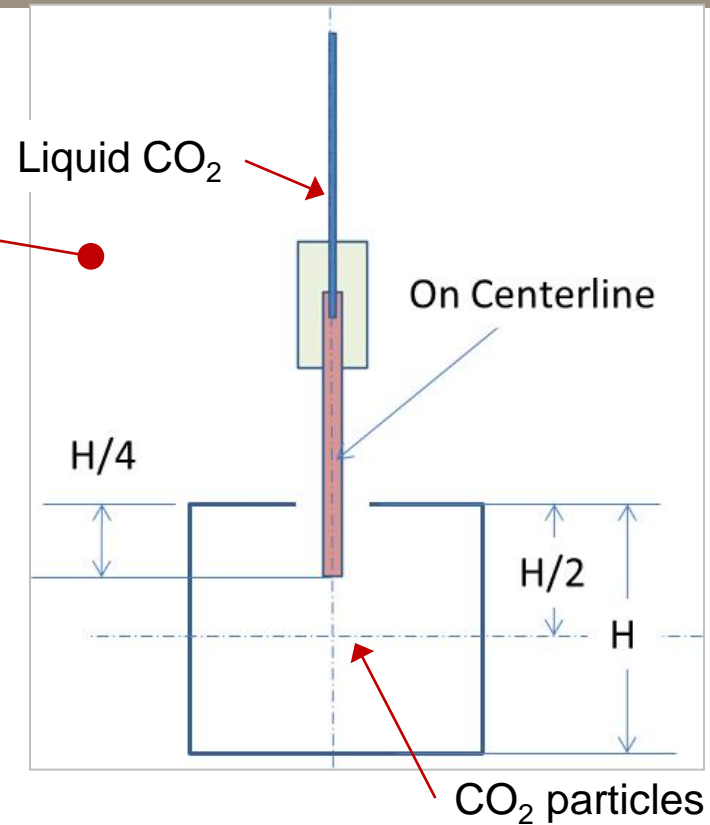 Liquid CO₂
On Centerline
H/4
H/2
H
CO₂ particles